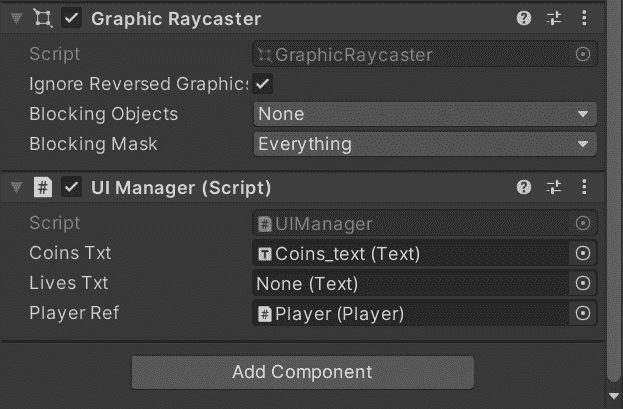 Graphic Raycaster
Script GraphicRaycaster
Ignore Reversed Graphics
Blocking Objects None
Blocking Mask Everything
# UI Manager (Script)
Script # UIManager
Coins Txt T Coins_text (Text)
Lives Txt None (Text)
Player Ref # Player (Player)
Add Component